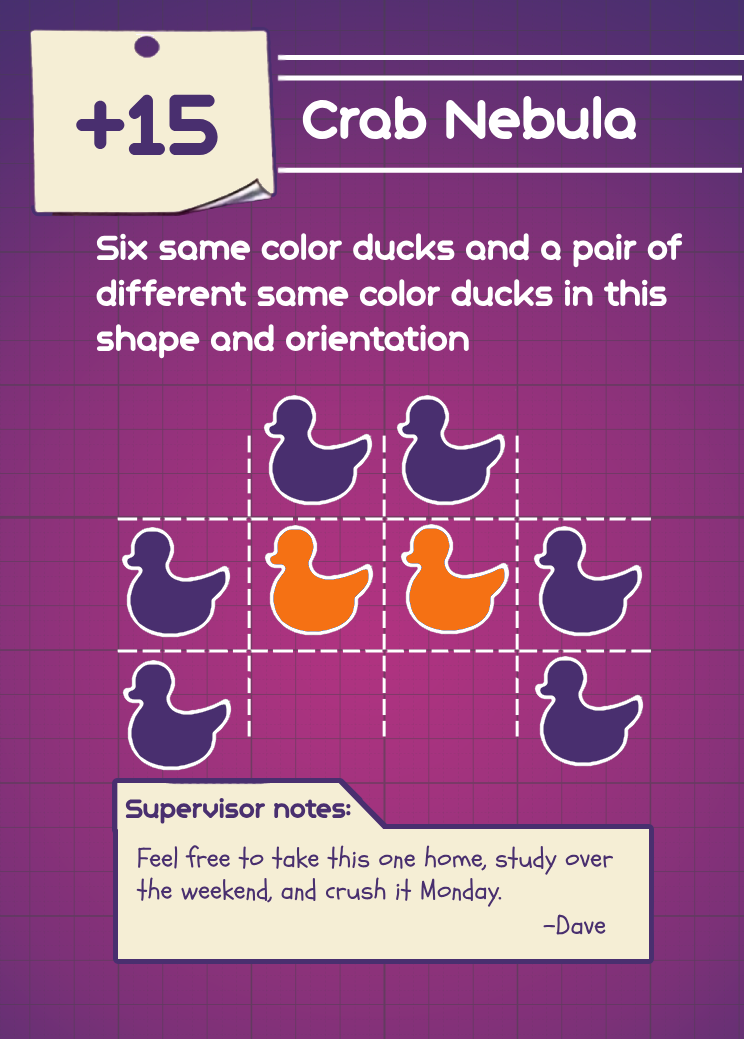 +15
Crab Nebula
Six same color ducks and a pair of
different same color ducks in this
shape and orientation
Supervisor notes:
Feel free to take this one home, study over
the weekend, and crush it Monday.
-Dave